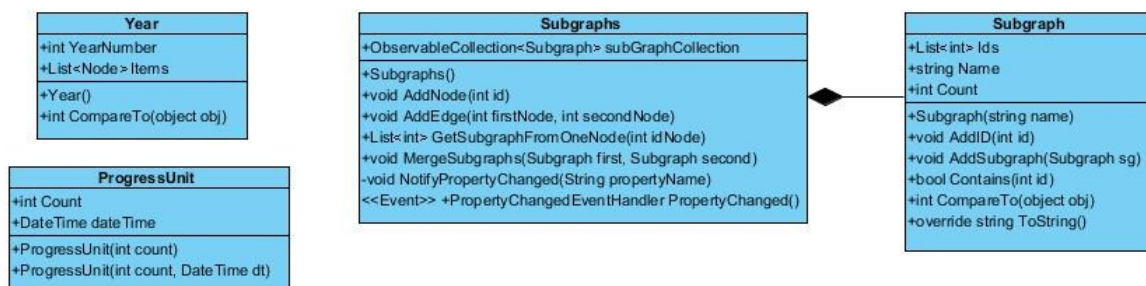 Year
+int YearNumber
+List<Node> Items
+Year()
+int CompareTo(object obj)
ProgressUnit
+int Count
+DateTime dateTime
+ProgressUnit(int count)
+ProgressUnit(int count, DateTime dt)
Subgraphs
+ObservableCollection<Subgraph> subGraphCollection
+Subgraphs()
+void AddNode(int id)
+void AddEdge(int firstNode, int secondNode)
+List<int> GetSubgraphFromOneNode(int idNode)
+void MergeSubgraphs(Subgraph first, Subgraph second)
-void NotifyPropertyChanged(String propertyName)
<<Event>> +PropertyChangedEventHandler PropertyChanged()
Subgraph
+List<int> Ids
+string Name
+int Count
+Subgraph(string name)
+void AddID(int id)
+void AddSubgraph(Subgraph sg)
+bool Contains(int id)
+int CompareTo(object obj)
+override string ToString()